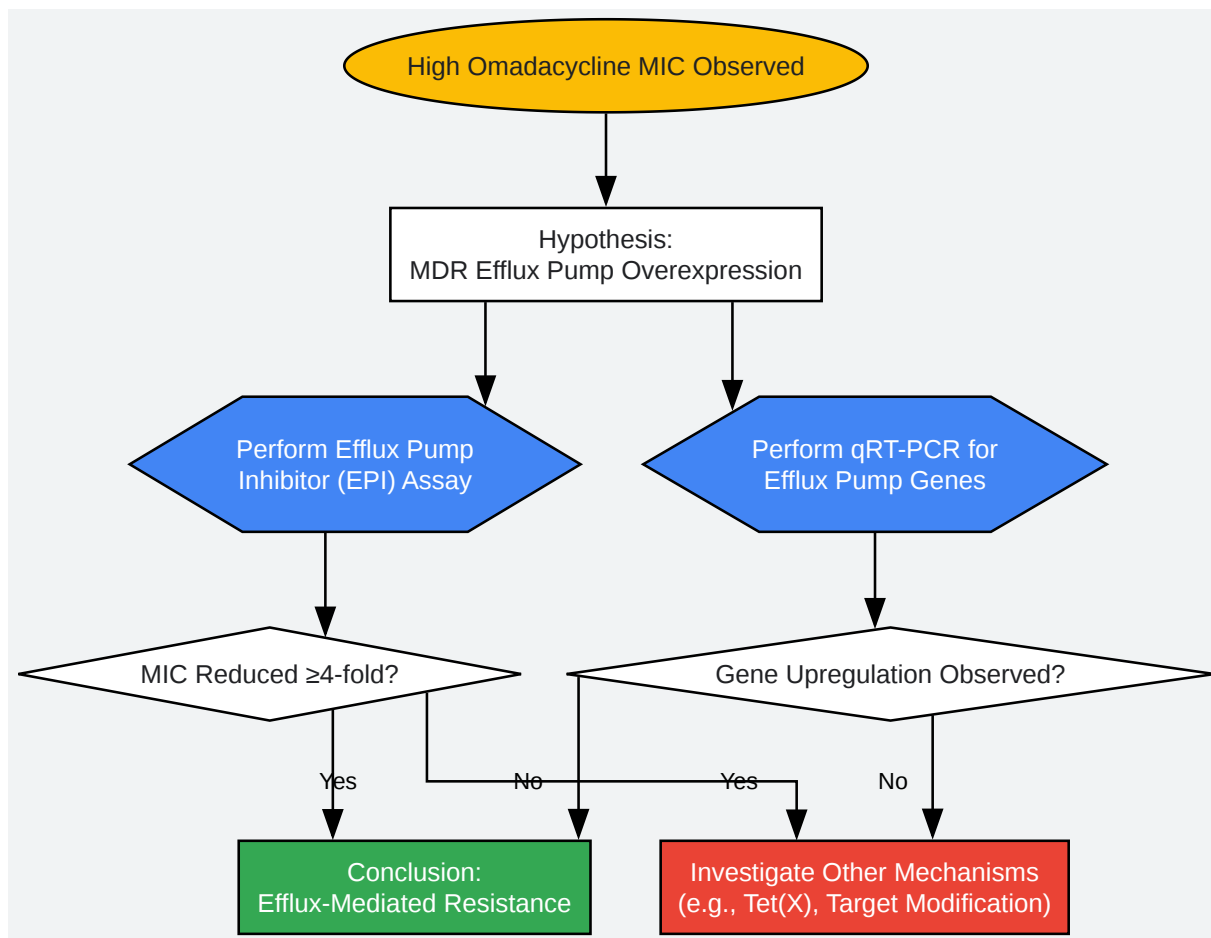 High Omadacycline MIC Observed
Hypothesis:
MDR Efflux Pump Overexpression
Perform Efflux Pump
Inhibitor (EPI) Assay
Perform qRT-PCR for
Efflux Pump Genes
MIC Reduced ≥4-fold?
Gene Upregulation Observed?
Yes
No
Yes
No
Conclusion:
Efflux-Mediated Resistance
Investigate Other Mechanisms
(e.g., Tet(X), Target Modification)